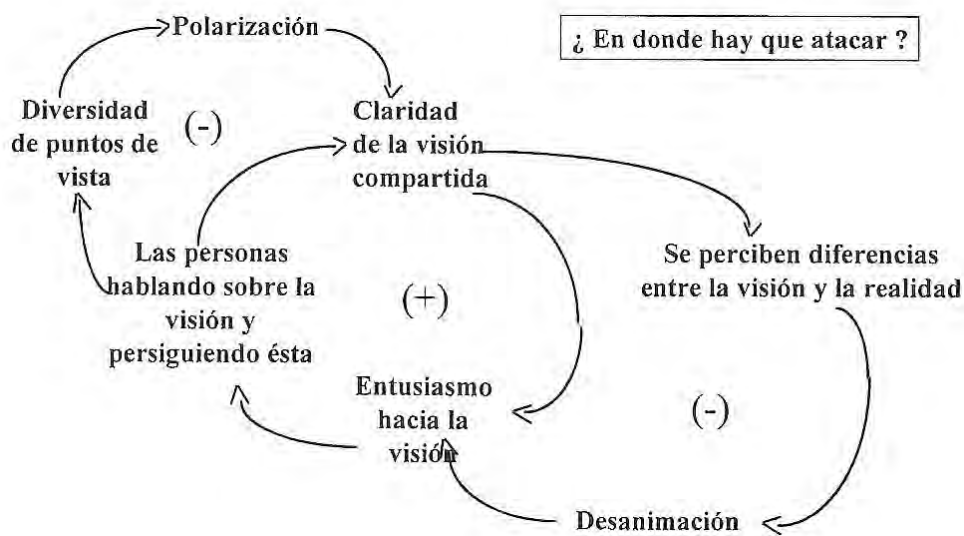 Polarización
¿ En donde hay que atacar ?
Diversidad
de puntos de
vista
(-)
Claridad
de la visión
compartida
Las personas
hablando sobre la
visión y
persiguiendo ésta
(+)
Se perciben diferencias
entre la visión y la realidad
Entusiasmo
hacia la
visión
(-)
Desanimación